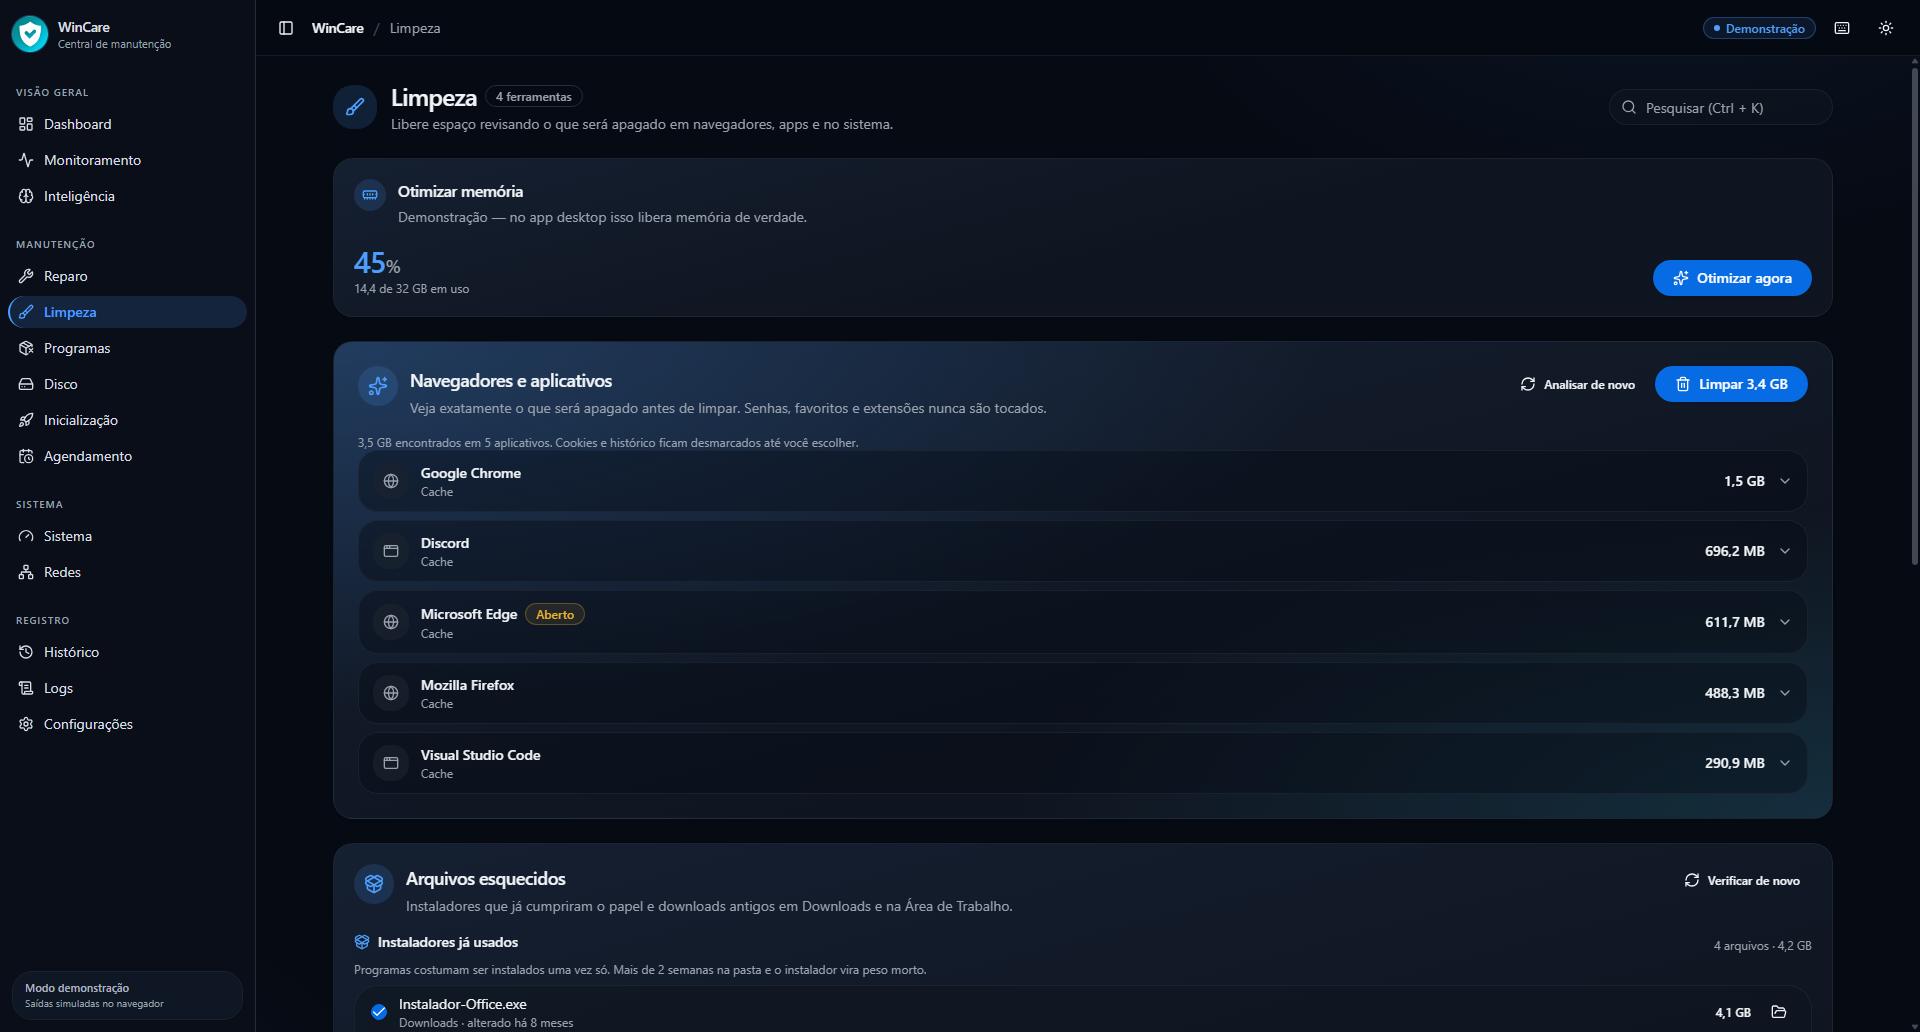 WinCare
Central de manutenção
VISÃO GERAL
Dashboard
Monitoramento
Inteligência
MANUTENÇÃO
Reparo
Limpeza
Programas
Disco
Inicialização
Agendamento
SISTEMA
Sistema
Redes
REGISTRO
Histórico
Logs
Configurações
Modo demonstração
Saídas simuladas no navegador
WinCare / Limpeza
Demonstração
Limpeza 4 ferramentas
Libere espaço revisando o que será apagado em navegadores, apps e no sistema.
Pesquisar (Ctrl + K)
Otimizar memória
Demonstração — no app desktop isso libera memória de verdade.
45%
14,4 de 32 GB em uso
Otimizar agora
Navegadores e aplicativos
Veja exatamente o que será apagado antes de limpar. Senhas, favoritos e extensões nunca são tocados.
Analisar de novo
Limpar 3,4 GB
3,5 GB encontrados em 5 aplicativos. Cookies e histórico ficam desmarcados até você escolher.
Google Chrome
Cache
1,5 GB
Discord
Cache
696,2 MB
Microsoft Edge Aberto
Cache
611,7 MB
Mozilla Firefox
Cache
488,3 MB
Visual Studio Code
Cache
290,9 MB
Arquivos esquecidos
Instaladores que já cumpriram o papel e downloads antigos em Downloads e na Área de Trabalho.
Verificar de novo
Instaladores já usados
4 arquivos · 4,2 GB
Programas costumam ser instalados uma vez só. Mais de 2 semanas na pasta e o instalador vira peso morto.
Instalador-Office.exe
Downloads · alterado há 8 meses
4,1 GB